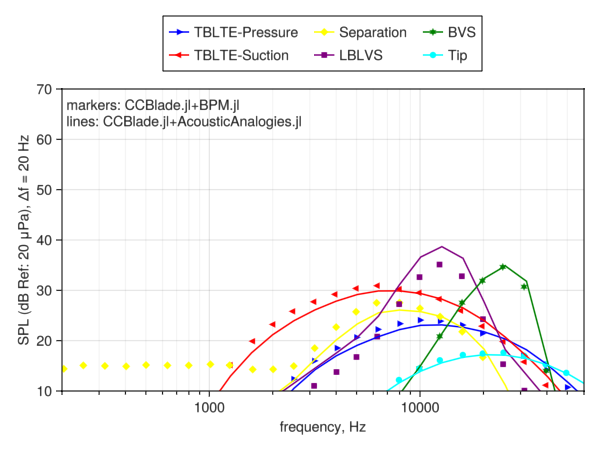 TBLTE-Pressure Separation BVS
TBLTE-Suction LBLVS Tip
markers: CCBlade.jl+BPM.jl
lines: CCBlade.jl+AcousticAnalogies.jl
SPL (dB Ref: 20 μPa), Δf = 20 Hz
70
60
50
40
30
20
10
1000 10000
frequency, Hz